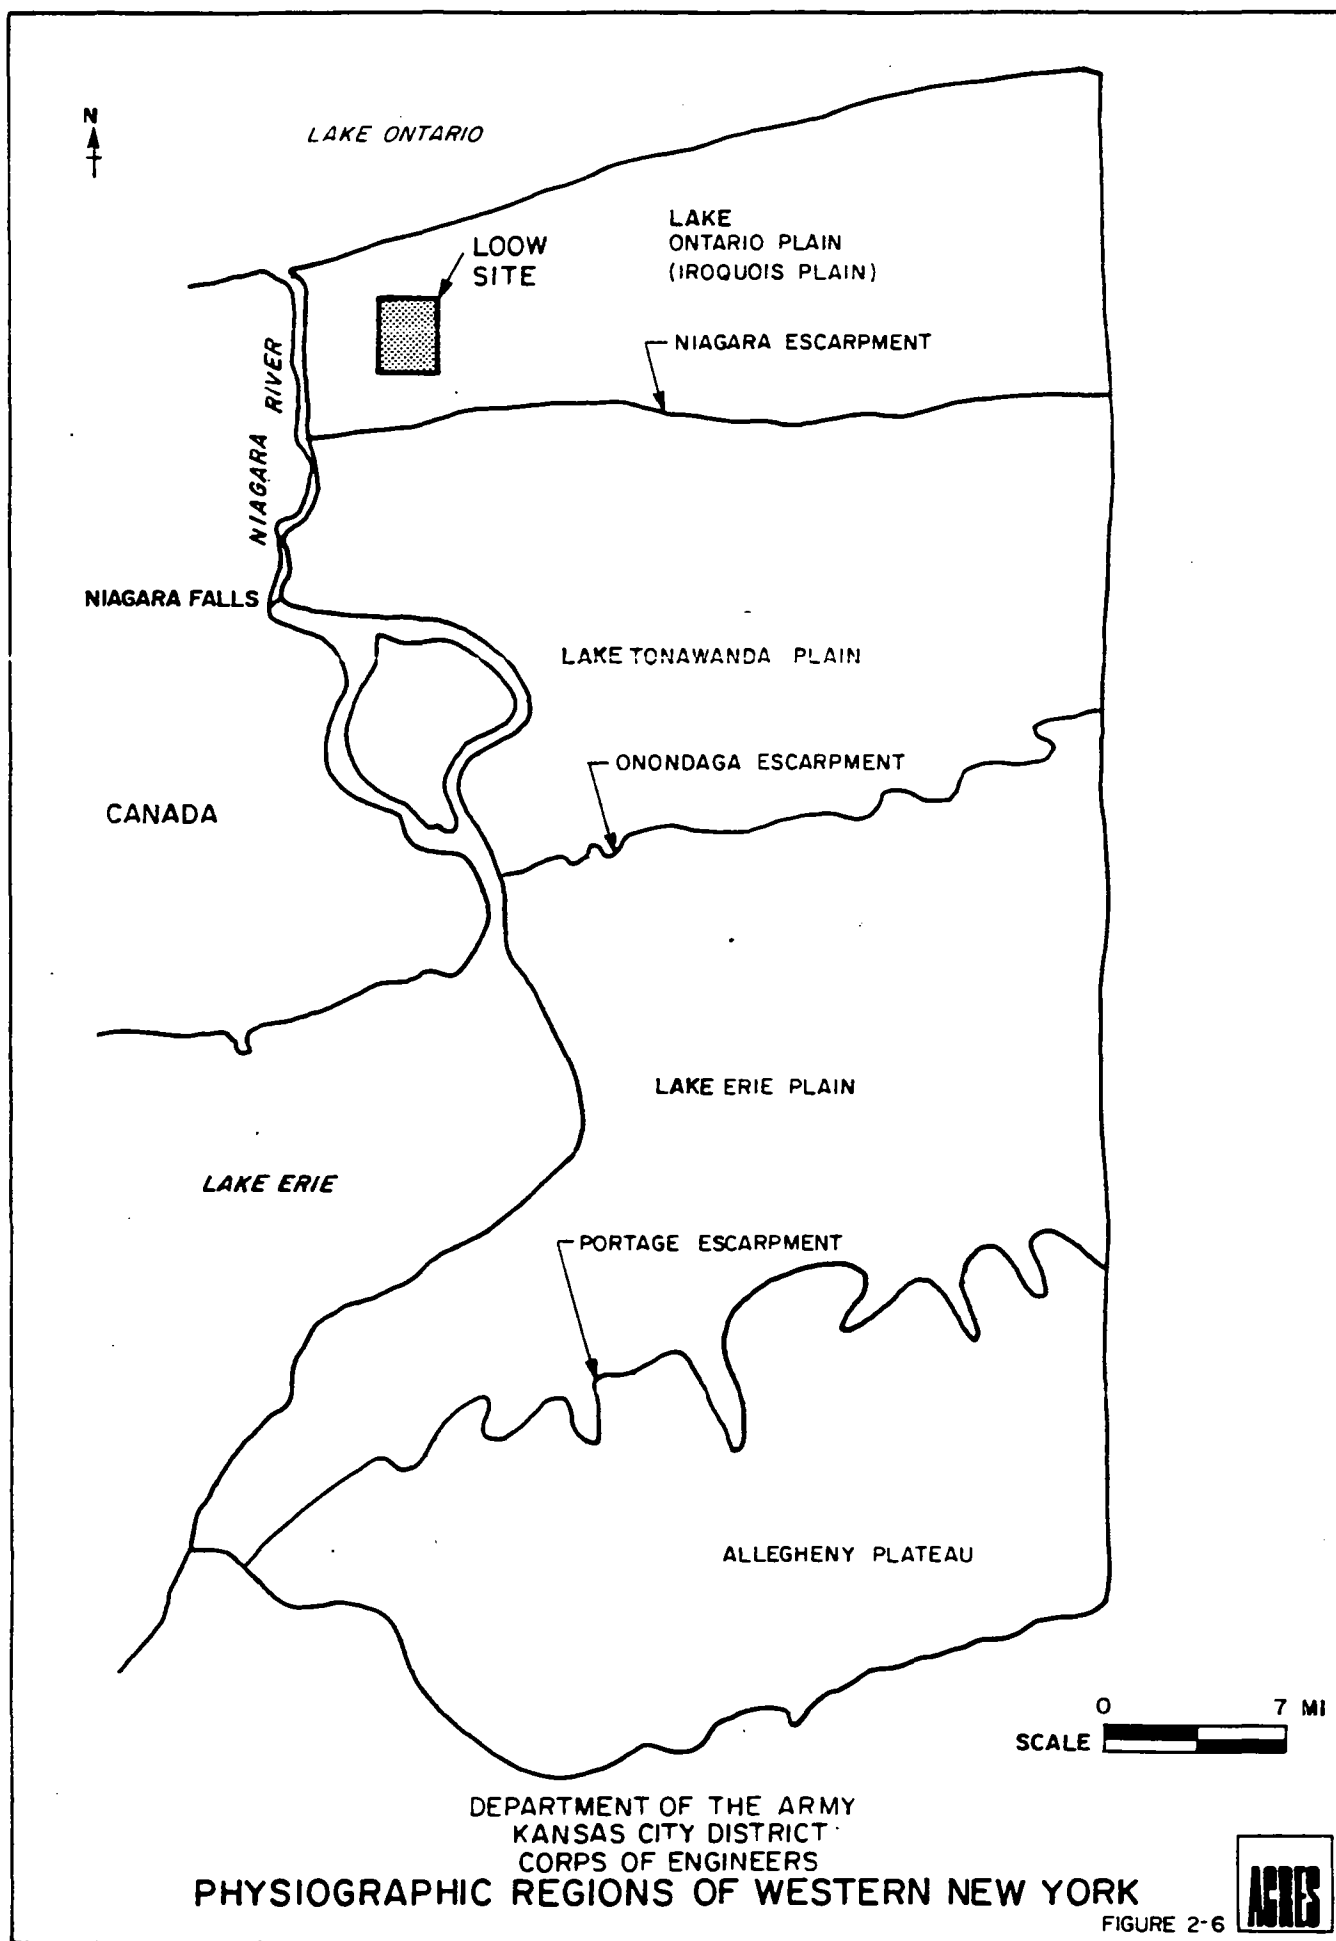 N
LAKE ONTARIO
LOOW
SITE
LAKE
ONTARIO PLAIN
(IROQUOIS PLAIN)
NIAGARA ESCARPMENT
NIAGARA RIVER
NIAGARA FALLS
LAKE TONAWANDA PLAIN
ONONDAGA ESCARPMENT
CANADA
LAKE ERIE PLAIN
LAKE ERIE
PORTAGE ESCARPMENT
ALLEGHENY PLATEAU
0 7 MI
SCALE
DEPARTMENT OF THE ARMY
KANSAS CITY DISTRICT
CORPS OF ENGINEERS
PHYSIOGRAPHIC REGIONS OF WESTERN NEW YORK
FIGURE 2-6
ACRES